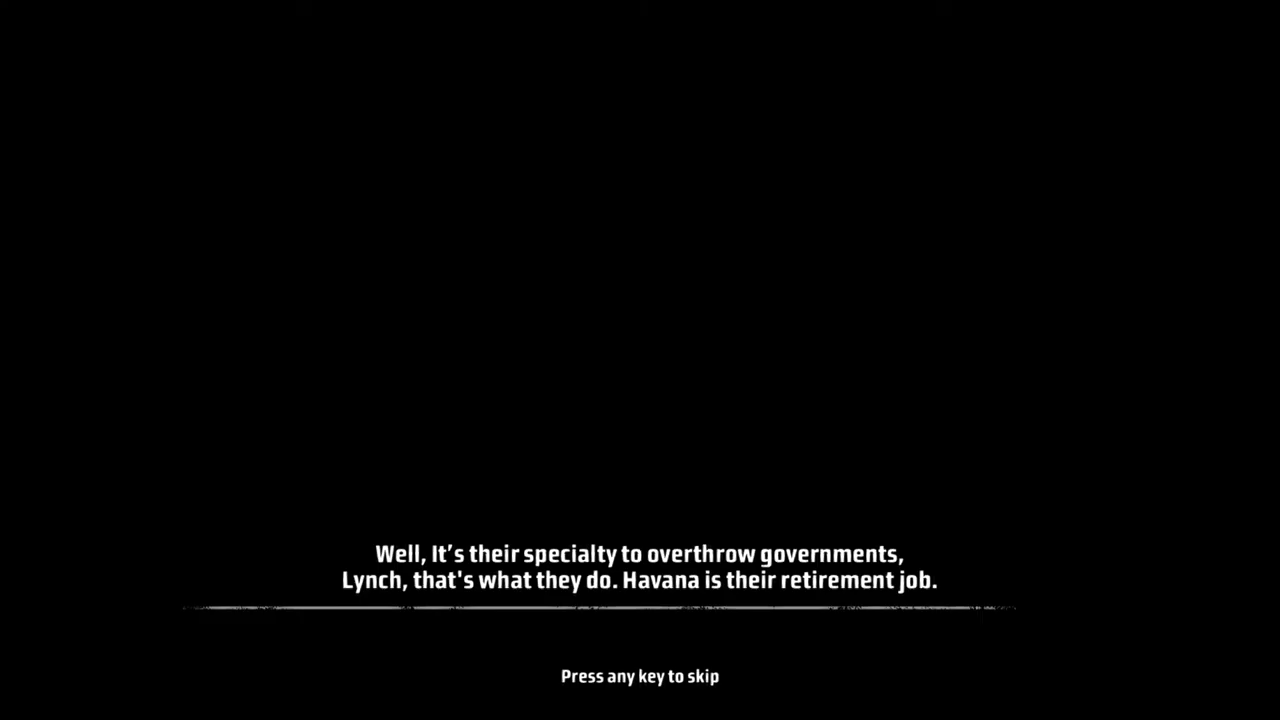 Well, It’s their specialty to overthrow governments,
Lynch, that's what they do. Havana is their retirement job.
Press any key to skip